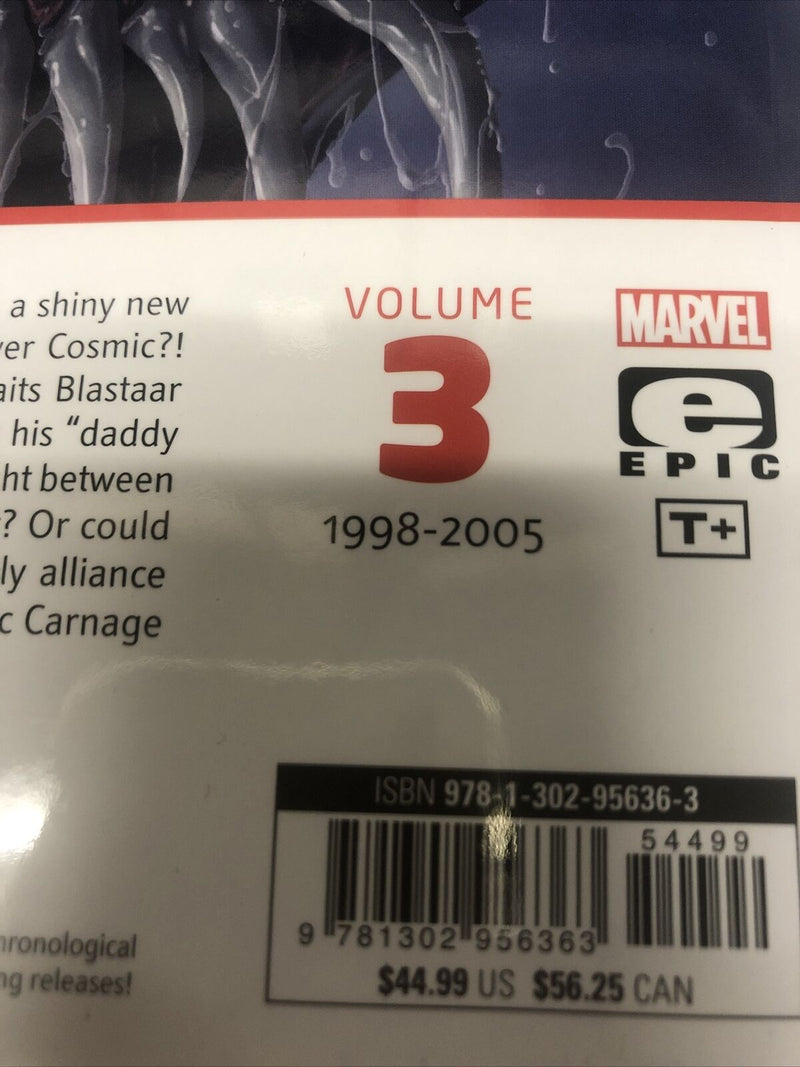 a shiny new
er Cosmic?!
aits Blastaar
his “daddy
ht between
? Or could
ly alliance
c Carnage
VOLUME
3
1998-2005
MARVEL
e
EPIC
T+
hronological
ng releases!
ISBN 978-1-302-95636-3
54499
9 781302 956363
$44.99 US $56.25 CAN